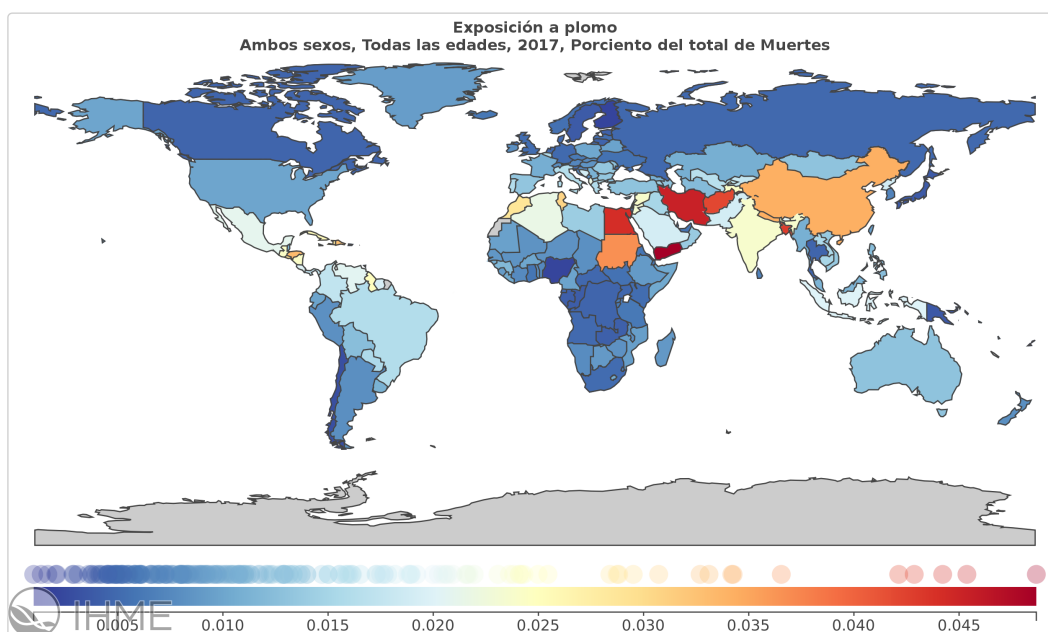 Exposición a plomo
Ambos sexos, Todas las edades, 2017, Porciento del total de Muertes
IHME
0.005 0.010 0.015 0.020 0.025 0.030 0.035 0.040 0.045